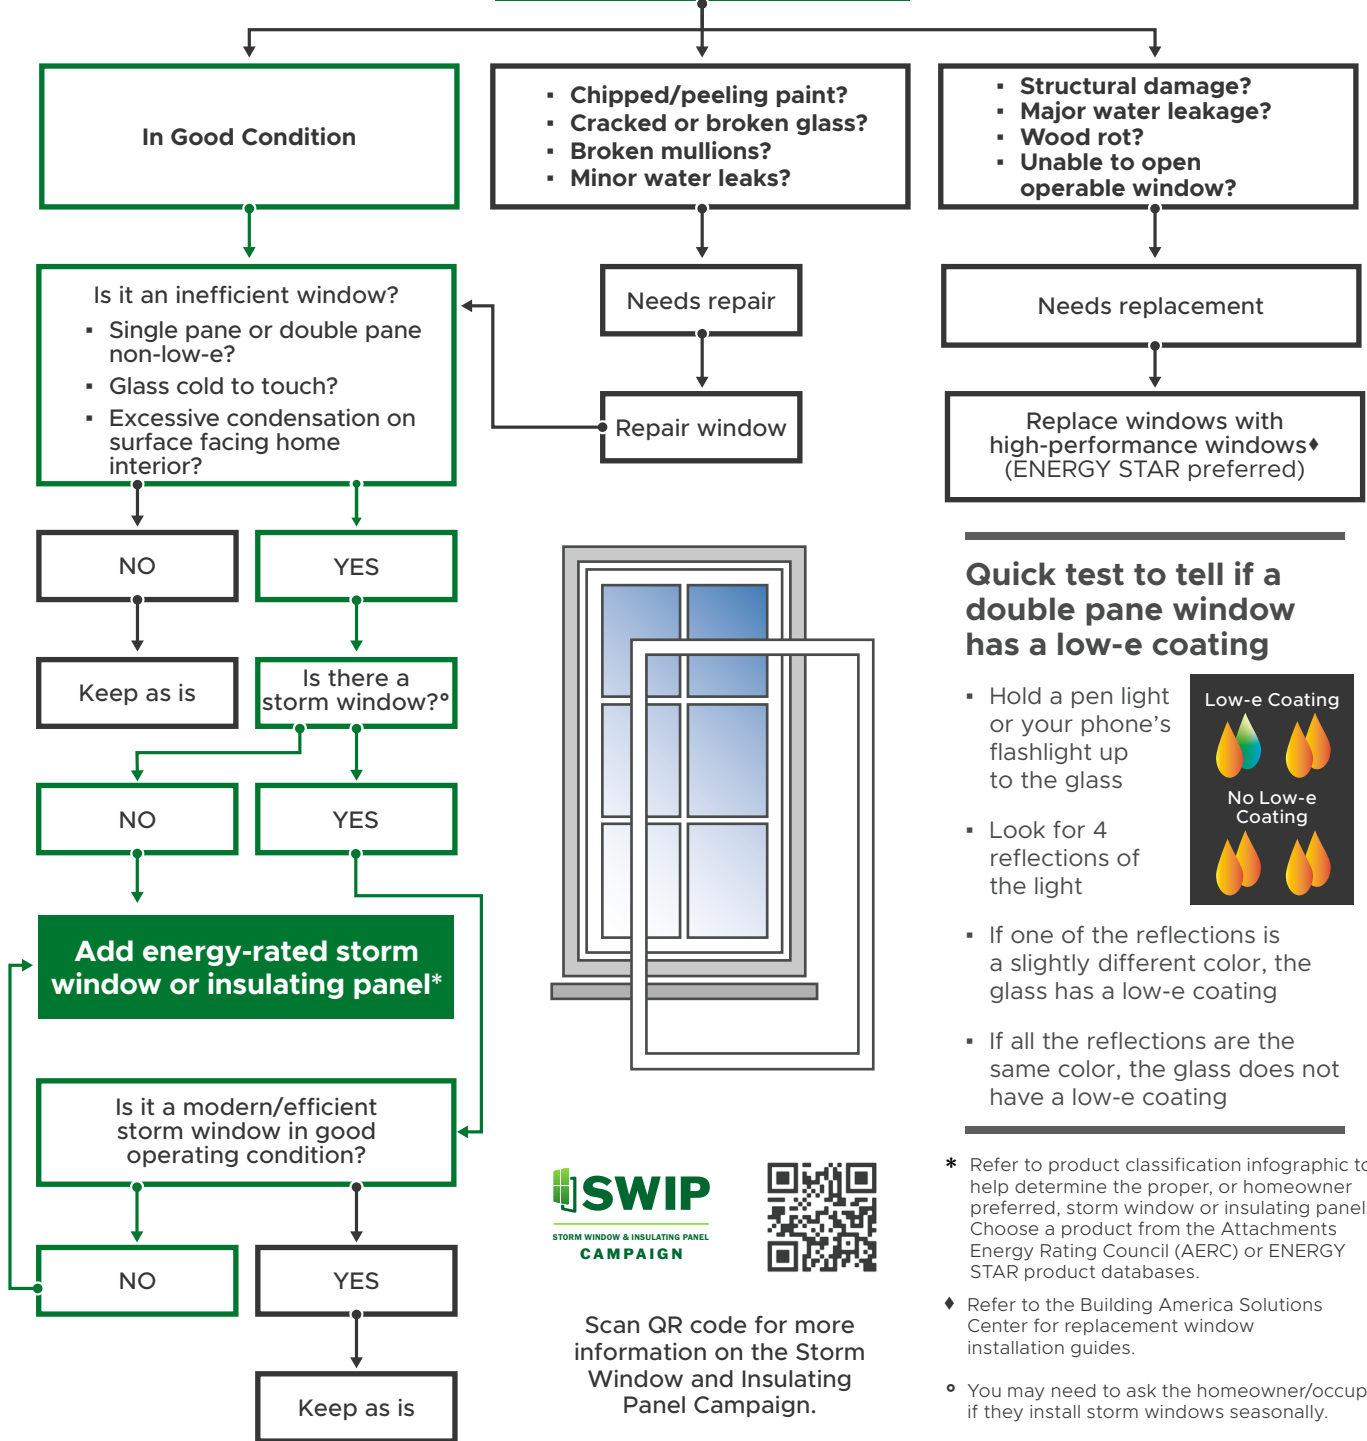 In Good Condition
▪ Chipped/peeling paint?
▪ Cracked or broken glass?
▪ Broken mullions?
▪ Minor water leaks?
▪ Structural damage?
▪ Major water leakage?
▪ Wood rot?
▪ Unable to open
operable window?
Is it an inefficient window?
▪ Single pane or double pane
non-low-e?
▪ Glass cold to touch?
▪ Excessive condensation on
surface facing home
interior?
Needs repair
Repair window
Needs replacement
Replace windows with
high-performance windows♦
(ENERGY STAR preferred)
NO
YES
Keep as is
Is there a
storm window?°
NO
YES
Add energy-rated storm
window or insulating panel*
Is it a modern/efficient
storm window in good
operating condition?
NO
YES
Keep as is
Quick test to tell if a
double pane window
has a low-e coating
▪ Hold a pen light
or your phone's
flashlight up
to the glass
▪ Look for 4
reflections of
the light
Low-e Coating
No Low-e
Coating
▪ If one of the reflections is
a slightly different color, the
glass has a low-e coating
▪ If all the reflections are the
same color, the glass does not
have a low-e coating
SWIP
STORM WINDOW & INSULATING PANEL
CAMPAIGN
Scan QR code for more
information on the Storm
Window and Insulating
Panel Campaign.
* Refer to product classification infographic to
help determine the proper, or homeowner
preferred, storm window or insulating panel
Choose a product from the Attachments
Energy Rating Council (AERC) or ENERGY
STAR product databases.
♦ Refer to the Building America Solutions
Center for replacement window
installation guides.
° You may need to ask the homeowner/occup
if they install storm windows seasonally.